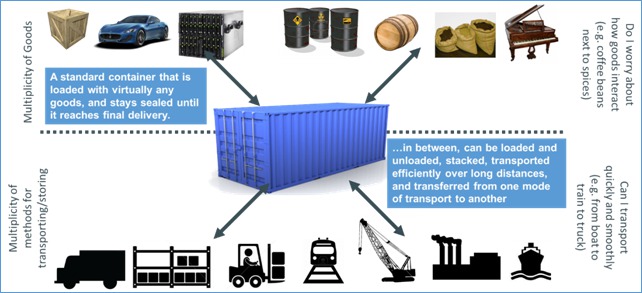 Multiplicity of Goods
A standard container that is
loaded with virtually any
goods, and stays sealed until
it reaches final delivery.
Do I worry about
how goods interact
(e.g. coffee beans
next to spices)
Multiplicity of
methods for
transporting/storing
...in between, can be loaded and
unloaded, stacked, transported
efficiently over long distances,
and transferred from one mode
of transport to another
Can I transport
quickly and smoothly
(e.g. from boat to
train to truck)